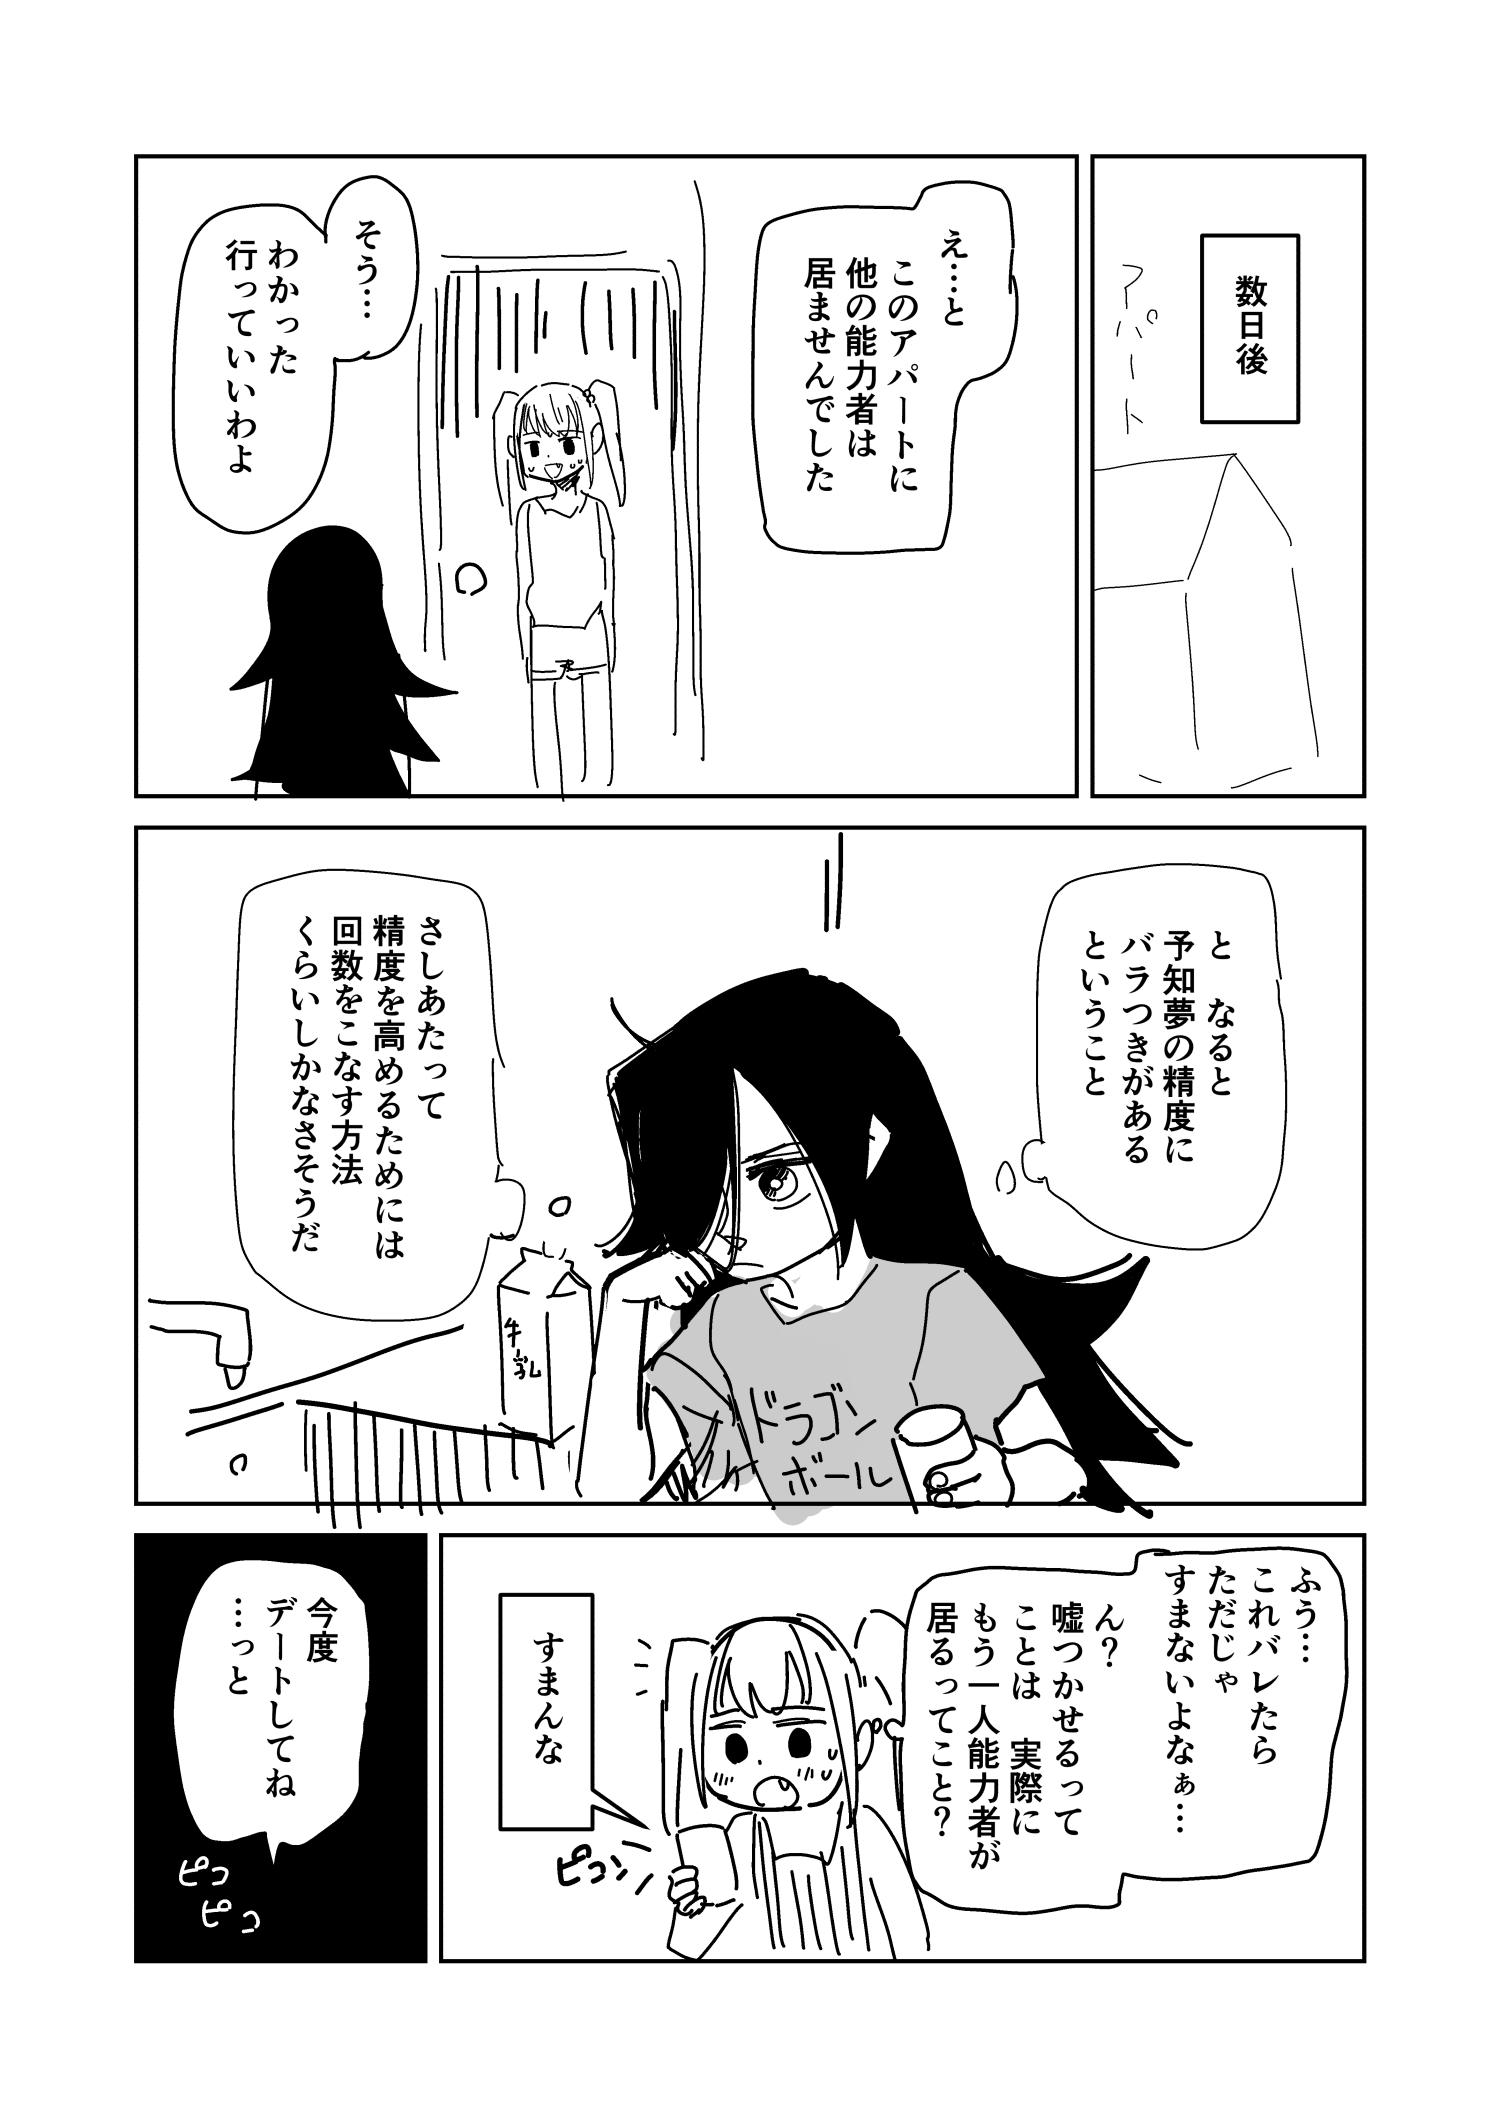 数日後
アパート
え…と
このアパートに
他の能力者は
居ませんでした
そう…
わかった
行っていいわよ
と なると
予知夢の精度に
バラつきがある
ということ
さしあたって
精度を高めるためには
回数をこなす方法
くらいしかなさそうだ
牛乳
ドラゴン
ボール
ふう…
これバレたら
ただじゃ
すまないよなぁ…
ん?
嘘つかせるって
ことは 実際に
もう一人能力者が
居るってこと?
すまんな
ピコン
今度
デートしてね
…っと
ピコ
ピコ